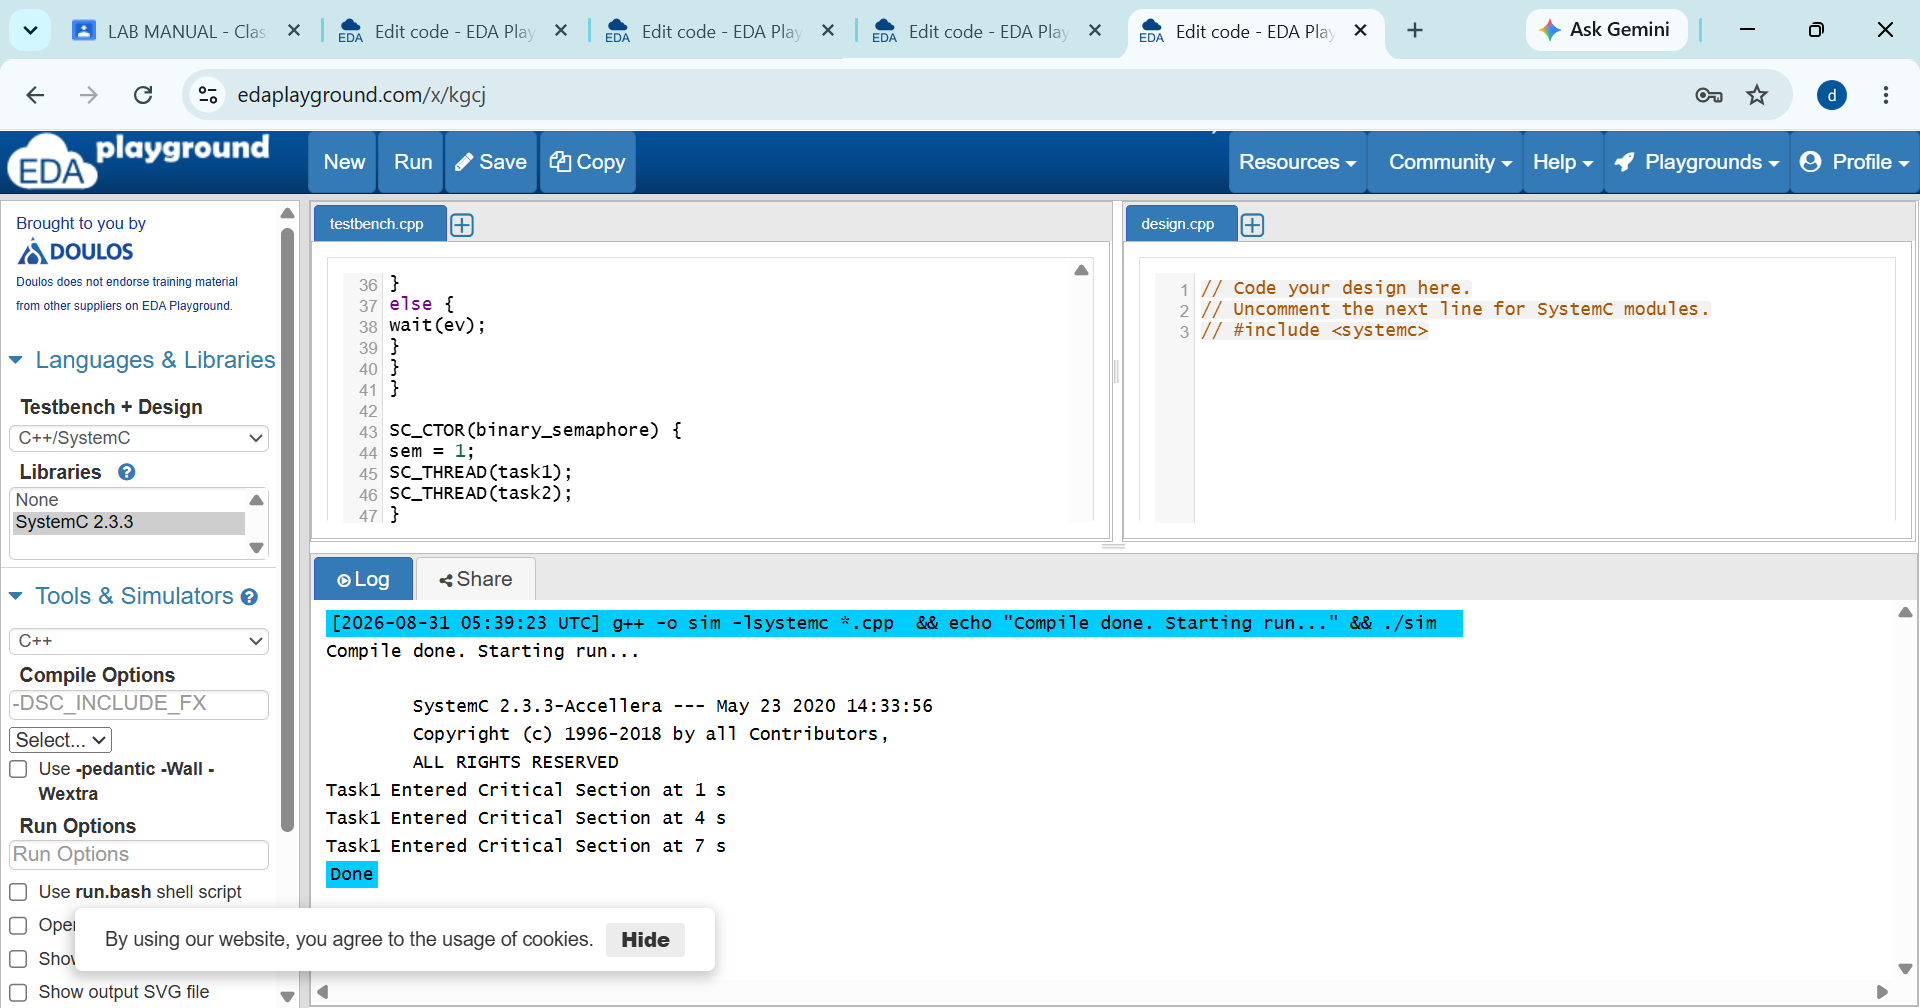 LAB MANUAL - Clas
Edit code - EDA Play
Edit code - EDA Play
Edit code - EDA Play
Edit code - EDA Play
Ask Gemini
edaplayground.com/x/kgcj
d
EDA playground
New
Run
Save
Copy
Resources
Community
Help
Playgrounds
Profile
Brought to you by
DOULOS
Doulos does not endorse training material
from other suppliers on EDA Playground.
Languages & Libraries
Testbench + Design
C++/SystemC
Libraries ?
None
SystemC 2.3.3
Tools & Simulators ?
C++
Compile Options
-DSC_INCLUDE_FX
Select...
Use -pedantic -Wall -
Wextra
Run Options
Run Options
Use run.bash shell script
Show output SVG file
testbench.cpp
36 }
37 else {
38 wait(ev);
39 }
40 }
41 }
42
43 SC_CTOR(binary_semaphore) {
44 sem = 1;
45 SC_THREAD(task1);
46 SC_THREAD(task2);
47 }
design.cpp
1 // Code your design here.
2 // Uncomment the next line for SystemC modules.
3 // #include <systemc>
Log
Share
[2026-08-31 05:39:23 UTC] g++ -o sim -lsystemc *.cpp && echo "Compile done. Starting run..." && ./sim
Compile done. Starting run...
SystemC 2.3.3-Accellera --- May 23 2020 14:33:56
Copyright (c) 1996-2018 by all Contributors,
ALL RIGHTS RESERVED
Task1 Entered Critical Section at 1 s
Task1 Entered Critical Section at 4 s
Task1 Entered Critical Section at 7 s
Done
By using our website, you agree to the usage of cookies.
Hide